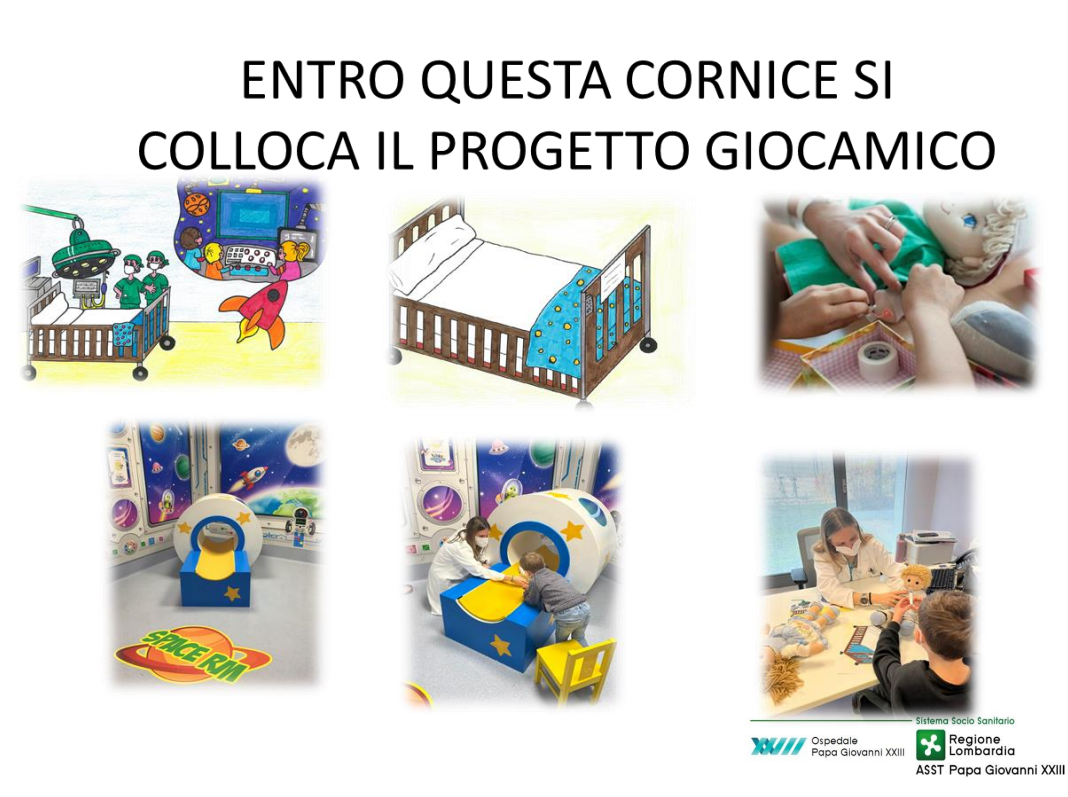 ENTRO QUESTA CORNICE SI
COLLOCA IL PROGETTO GIOCAMICO
SPACE RM
Sistema Socio Sanitario
Ospedale
Papa Giovanni XXIII
Regione
Lombardia
ASST Papa Giovanni XXIII